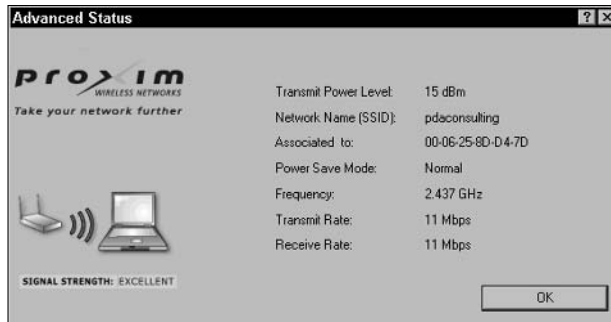 Advanced Status
proxim
WIRELESS NETWORKS
Take your network further
Transmit Power Level: 15 dBm
Network Name (SSID): pdaconsulting
Associated to: 00-06-25-8D-D4-7D
Power Save Mode: Normal
Frequency: 2.437 GHz
Transmit Rate: 11 Mbps
Receive Rate: 11 Mbps
SIGNAL STRENGTH: EXCELLENT
OK